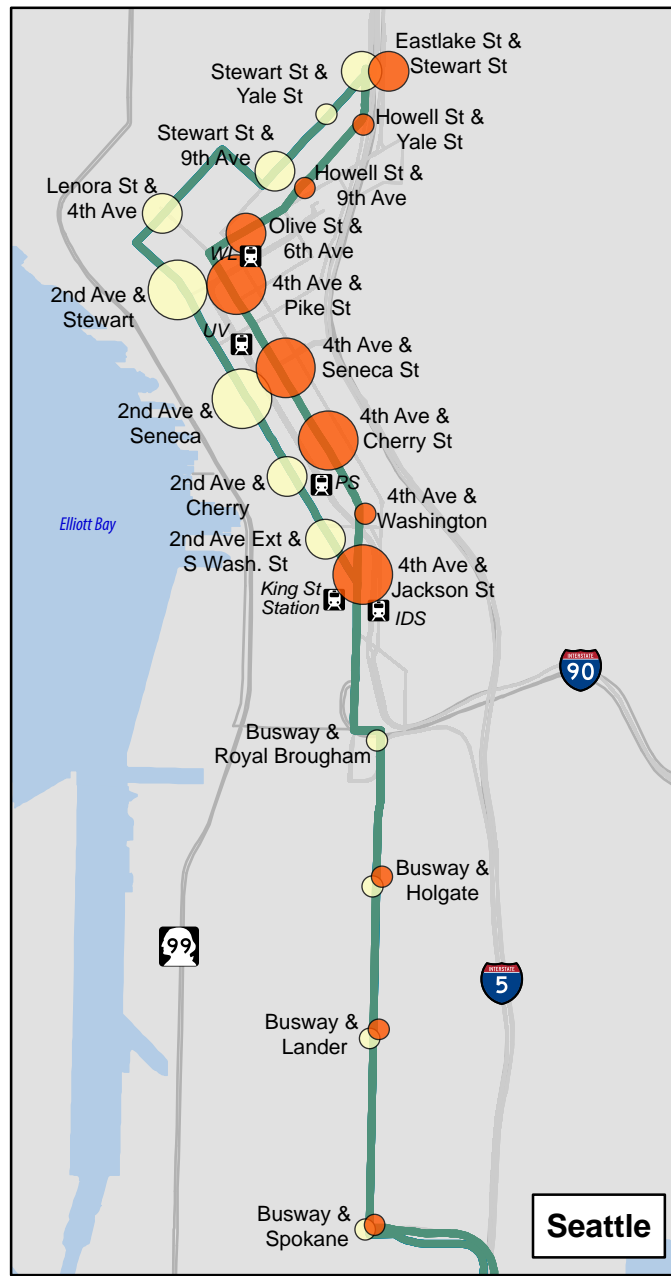 Eastlake St &
Stewart St
Stewart St &
Yale St
Howell St &
Yale St
Stewart St &
9th Ave
Howell St &
9th Ave
Lenora St &
4th Ave
Olive St &
6th Ave
WL
2nd Ave &
Stewart
4th Ave &
Pike St
UV
4th Ave &
Seneca St
2nd Ave &
Seneca
4th Ave &
Cherry St
2nd Ave &
Cherry
PS
4th Ave &
Washington
Elliott Bay
2nd Ave Ext &
S Wash. St
4th Ave &
Jackson St
King St
Station
IDS
INTERSTATE
90
Busway &
Royal Brougham
Busway &
Holgate
99
INTERSTATE
5
Busway &
Lander
Busway &
Spokane
Seattle